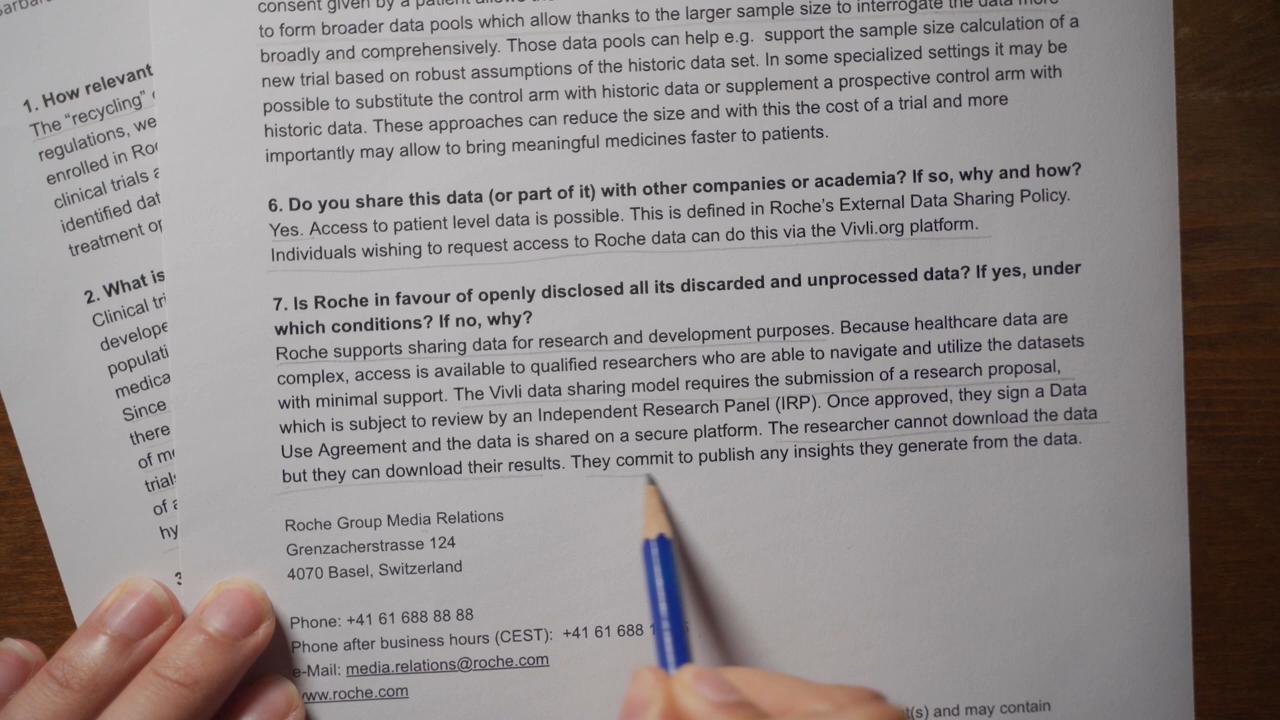 1. How relevant
The “recycling”
regulations, we
enrolled in Roc
clinical trials a
identified dat
treatment or
2. What is
Clinical tri
develope
populati
medica
Since
there
of m
trials
of a
hy
consent given by a patient allows
to form broader data pools which allow thanks to the larger sample size to interrogate the data more
broadly and comprehensively. Those data pools can help e.g. support the sample size calculation of a
new trial based on robust assumptions of the historic data set. In some specialized settings it may be
possible to substitute the control arm with historic data or supplement a prospective control arm with
historic data. These approaches can reduce the size and with this the cost of a trial and more
importantly may allow to bring meaningful medicines faster to patients.
6. Do you share this data (or part of it) with other companies or academia? If so, why and how?
Yes. Access to patient level data is possible. This is defined in Roche’s External Data Sharing Policy.
Individuals wishing to request access to Roche data can do this via the Vivli.org platform.
7. Is Roche in favour of openly disclosed all its discarded and unprocessed data? If yes, under
which conditions? If no, why?
Roche supports sharing data for research and development purposes. Because healthcare data are
complex, access is available to qualified researchers who are able to navigate and utilize the datasets
with minimal support. The Vivli data sharing model requires the submission of a research proposal,
which is subject to review by an Independent Research Panel (IRP). Once approved, they sign a Data
Use Agreement and the data is shared on a secure platform. The researcher cannot download the data
but they can download their results. They commit to publish any insights they generate from the data.
Roche Group Media Relations
Grenzacherstrasse 124
4070 Basel, Switzerland
Phone: +41 61 688 88 88
Phone after business hours (CEST): +41 61 688
e-Mail: media.relations@roche.com
www.roche.com
t(s) and may contain